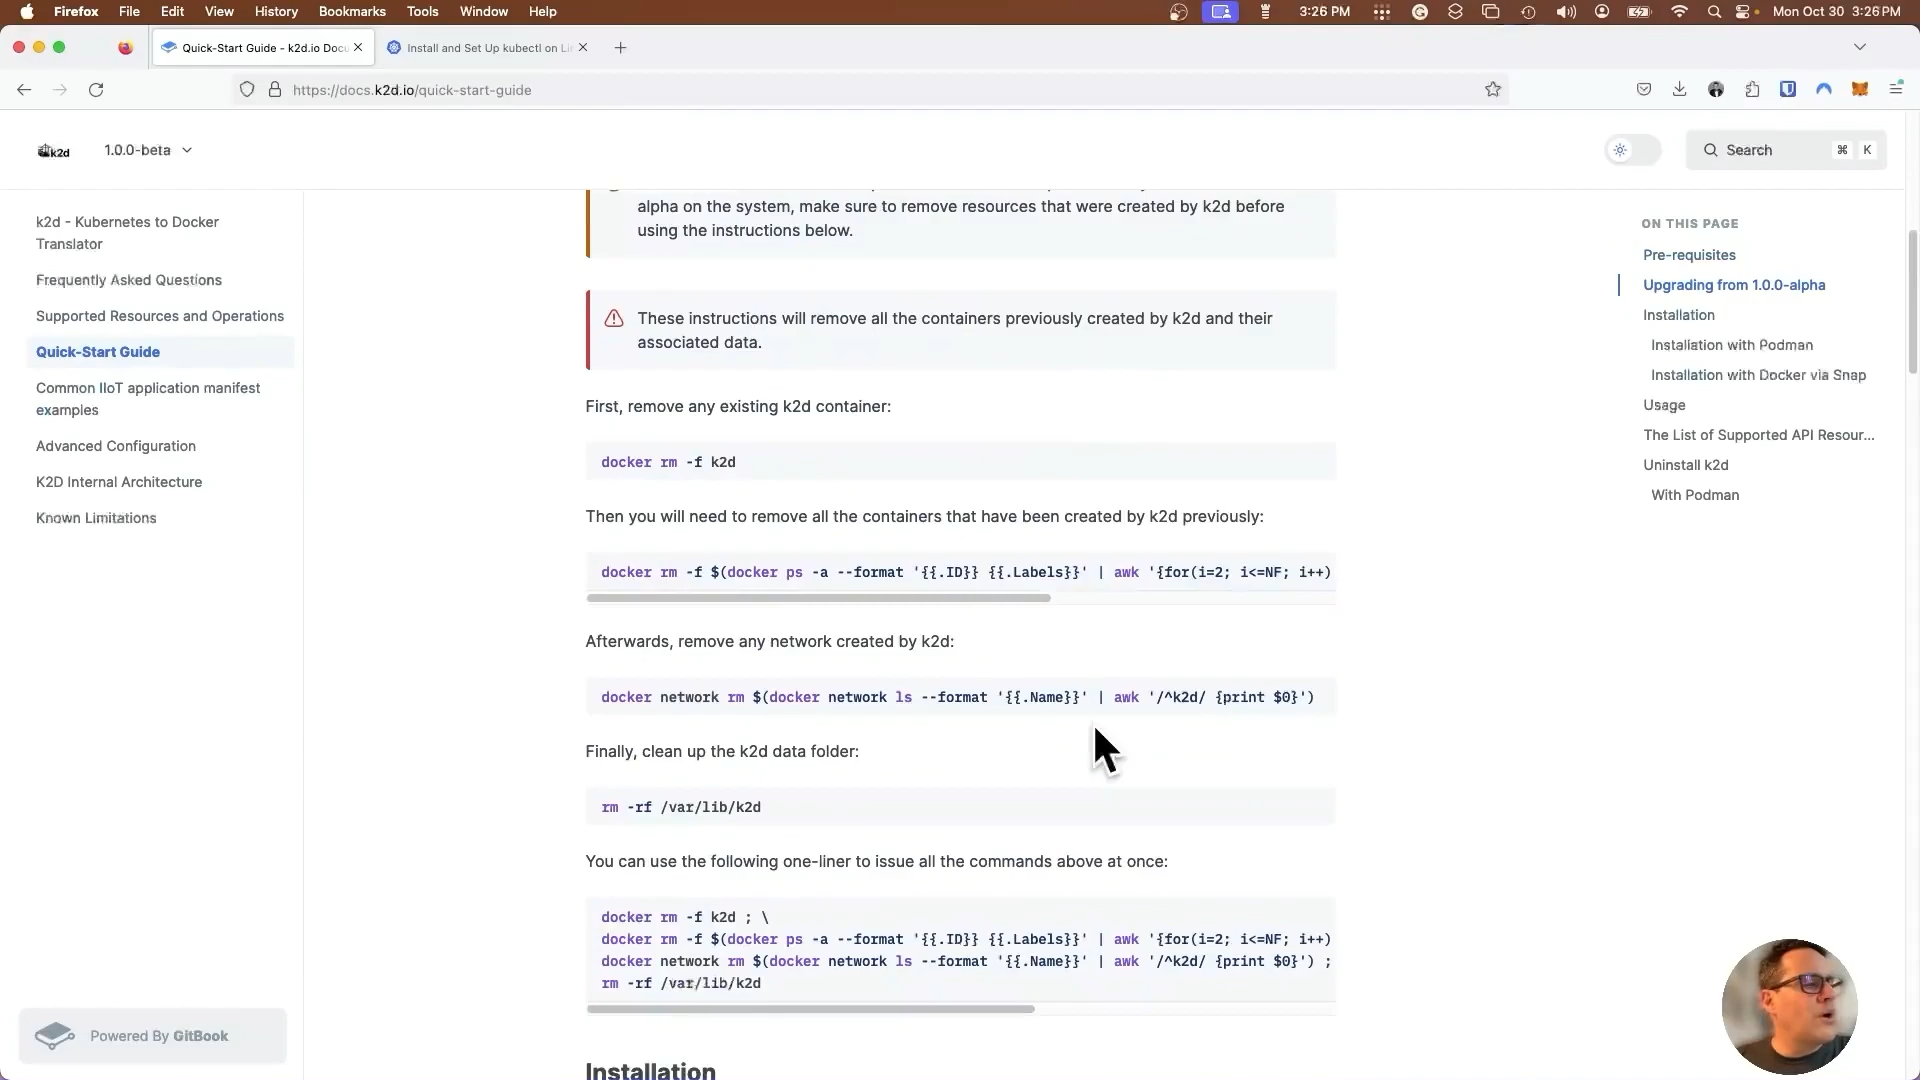 Firefox File Edit View History Bookmarks Tools Window Help 3:26 PM Mon Oct 30 3:26 PM
Quick-Start Guide - k2d.io Docu
Install and Set Up kubectl on Li
https://docs.k2d.io/quick-start-guide
k2d
1.0.0-beta
Search ⌘ K
k2d - Kubernetes to Docker
Translator
Frequently Asked Questions
Supported Resources and Operations
Quick-Start Guide
Common IIoT application manifest
examples
Advanced Configuration
K2D Internal Architecture
Known Limitations
Powered By GitBook
alpha on the system, make sure to remove resources that were created by k2d before
using the instructions below.
These instructions will remove all the containers previously created by k2d and their
associated data.
First, remove any existing k2d container:
docker rm -f k2d
Then you will need to remove all the containers that have been created by k2d previously:
docker rm -f $(docker ps -a --format '{{.ID}} {{.Labels}}' | awk '{for(i=2; i<=NF; i++)
Afterwards, remove any network created by k2d:
docker network rm $(docker network ls --format '{{.Name}}' | awk '/^k2d/ {print $0}')
Finally, clean up the k2d data folder:
rm -rf /var/lib/k2d
You can use the following one-liner to issue all the commands above at once:
docker rm -f k2d ; \
docker rm -f $(docker ps -a --format '{{.ID}} {{.Labels}}' | awk '{for(i=2; i<=NF; i++)
docker network rm $(docker network ls --format '{{.Name}}' | awk '/^k2d/ {print $0}') ;
rm -rf /var/lib/k2d
Installation
ON THIS PAGE
Pre-requisites
Upgrading from 1.0.0-alpha
Installation
Installation with Podman
Installation with Docker via Snap
Usage
The List of Supported API Resour...
Uninstall k2d
With Podman